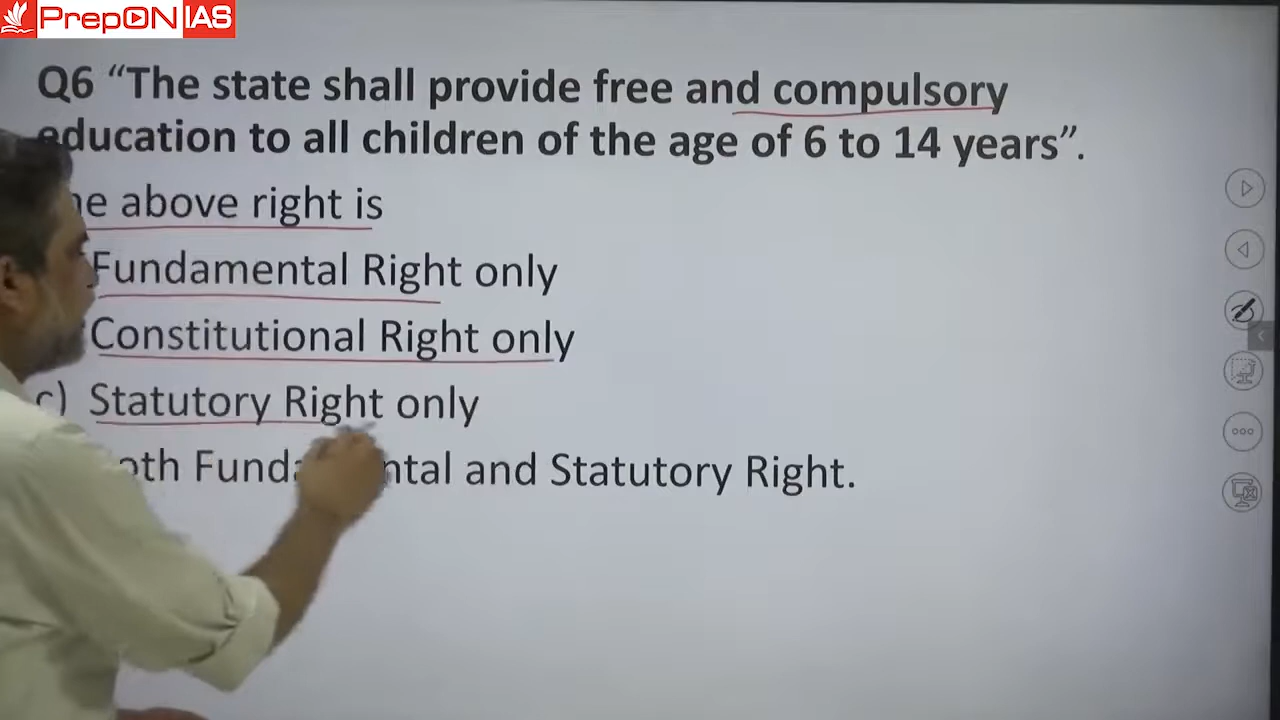 PrepON IAS
Q6 “The state shall provide free and compulsory
education to all children of the age of 6 to 14 years”.
above right is
Fundamental Right only
Constitutional Right only
c) Statutory Right only
and Statutory Right.